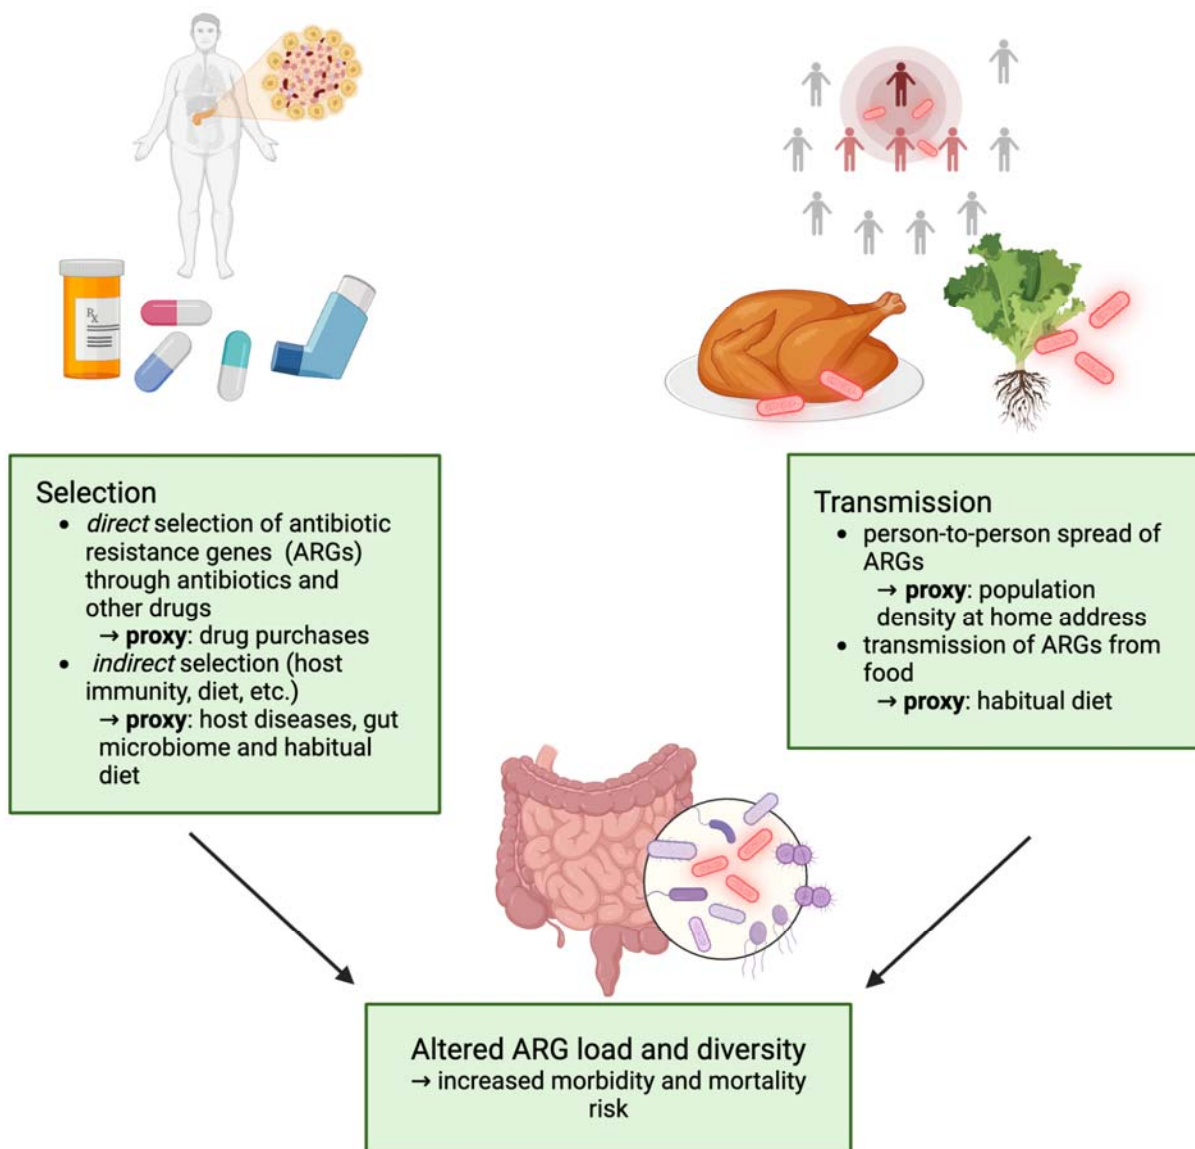 Rx
Selection
• direct selection of antibiotic
resistance genes (ARGs)
through antibiotics and
other drugs
→ proxy: drug purchases
• indirect selection (host
immunity, diet, etc.)
→ proxy: host diseases, gut
microbiome and habitual
diet
Transmission
• person-to-person spread of
ARGs
→ proxy: population
density at home address
• transmission of ARGs from
food
→ proxy: habitual diet
Altered ARG load and diversity
→ increased morbidity and mortality
risk